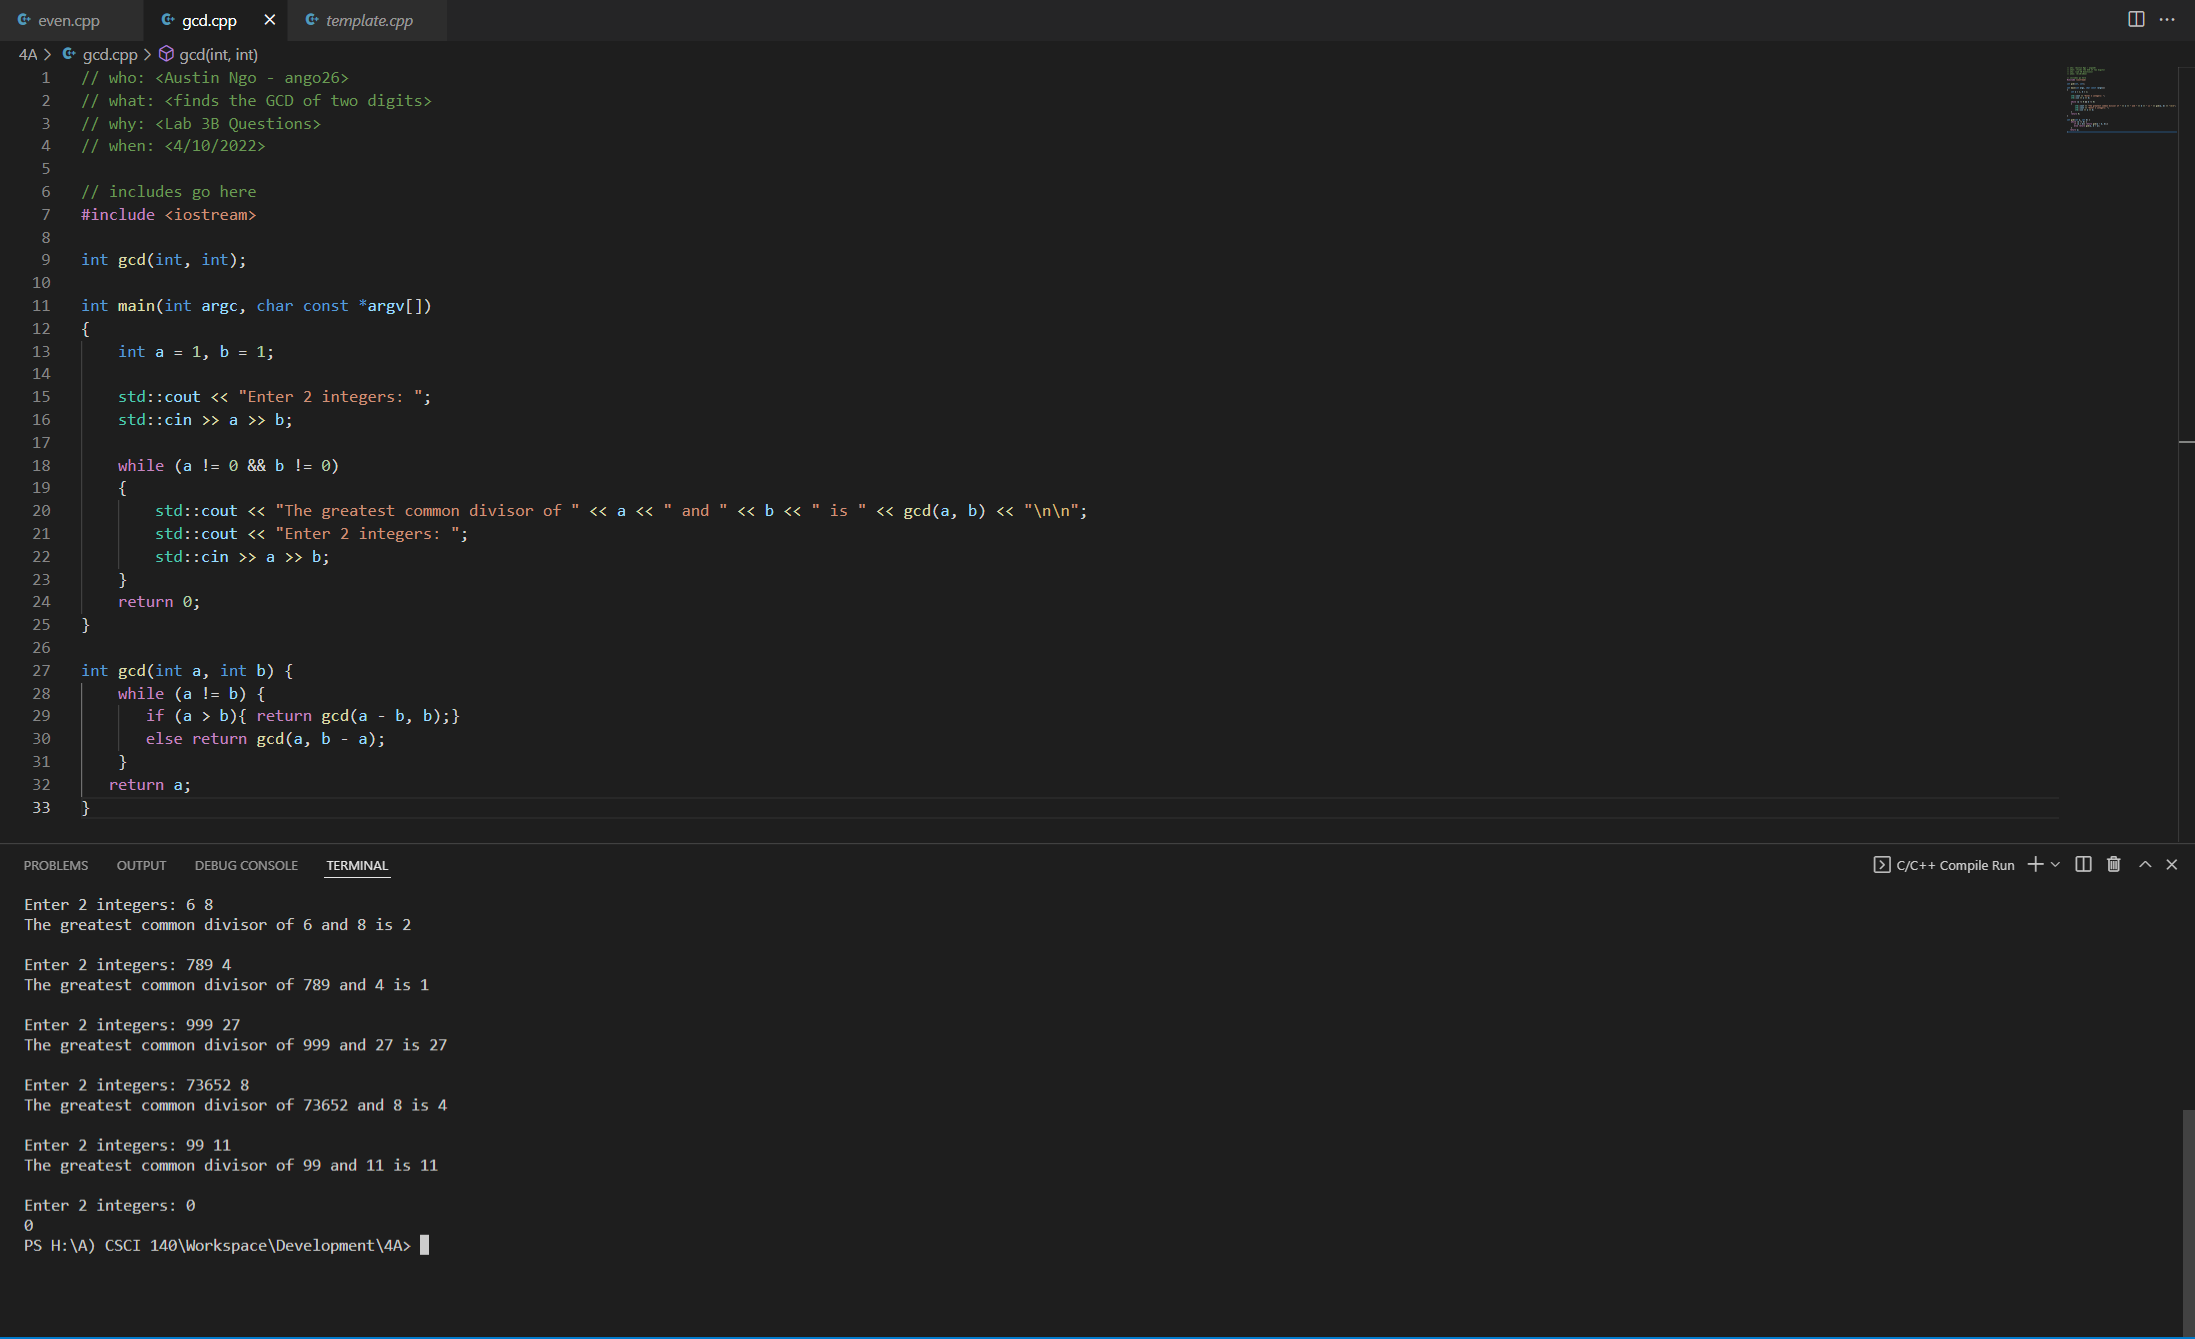 even.cpp
gcd.cpp
template.cpp
4A > gcd.cpp > gcd(int, int)
1 // who: <Austin Ngo - ango26>
2 // what: <finds the GCD of two digits>
3 // why: <Lab 3B Questions>
4 // when: <4/10/2022>
5
6 // includes go here
7 #include <iostream>
8
9 int gcd(int, int);
10
11 int main(int argc, char const *argv[])
12 {
13     int a = 1, b = 1;
14
15     std::cout << "Enter 2 integers: ";
16     std::cin >> a >> b;
17
18     while (a != 0 && b != 0)
19     {
20         std::cout << "The greatest common divisor of " << a << " and " << b << " is " << gcd(a, b) << "\n\n";
21         std::cout << "Enter 2 integers: ";
22         std::cin >> a >> b;
23     }
24     return 0;
25 }
26
27 int gcd(int a, int b) {
28     while (a != b) {
29        if (a > b){ return gcd(a - b, b);}
30        else return gcd(a, b - a);
31     }
32    return a;
33 }
PROBLEMS OUTPUT DEBUG CONSOLE TERMINAL C/C++ Compile Run
Enter 2 integers: 6 8
The greatest common divisor of 6 and 8 is 2
Enter 2 integers: 789 4
The greatest common divisor of 789 and 4 is 1
Enter 2 integers: 999 27
The greatest common divisor of 999 and 27 is 27
Enter 2 integers: 73652 8
The greatest common divisor of 73652 and 8 is 4
Enter 2 integers: 99 11
The greatest common divisor of 99 and 11 is 11
Enter 2 integers: 0
0
PS H:\A) CSCI 140\Workspace\Development\4A>